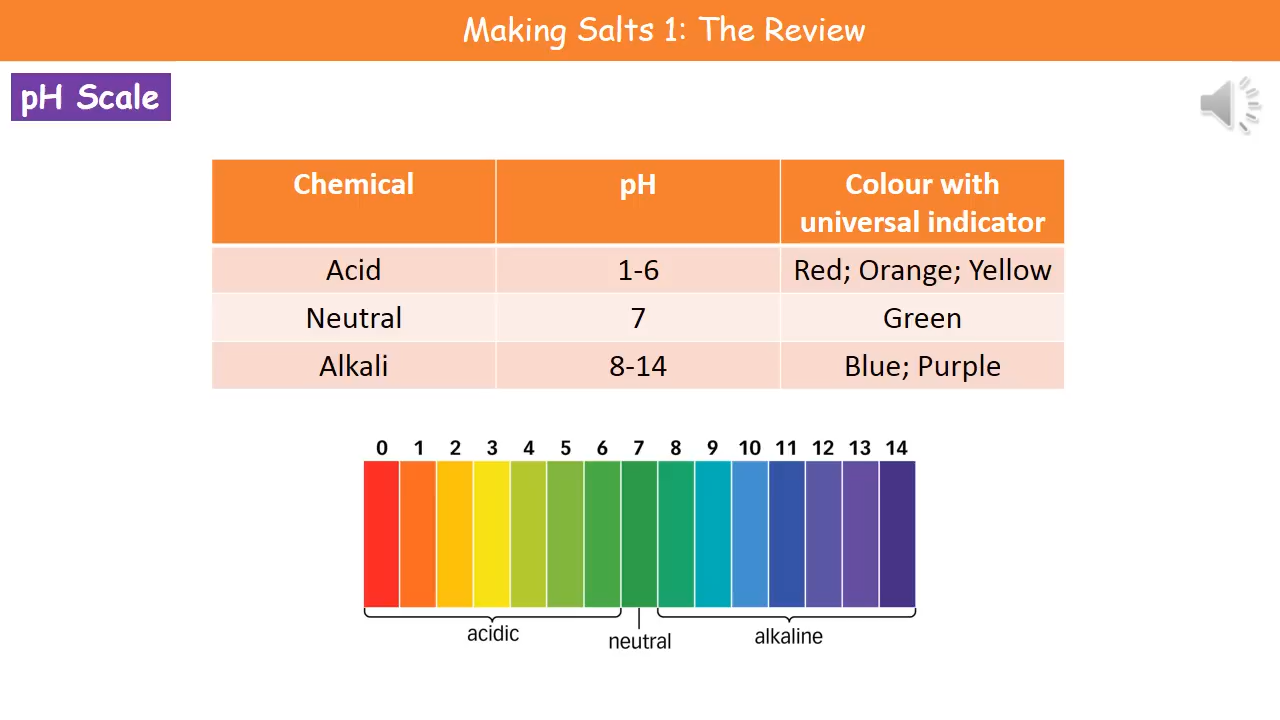 Making Salts 1: The Review
pH Scale
Chemical pH Colour with
universal indicator
Acid 1-6 Red; Orange; Yellow
Neutral 7 Green
Alkali 8-14 Blue; Purple
0 1 2 3 4 5 6 7 8 9 10 11 12 13 14
acidic neutral alkaline